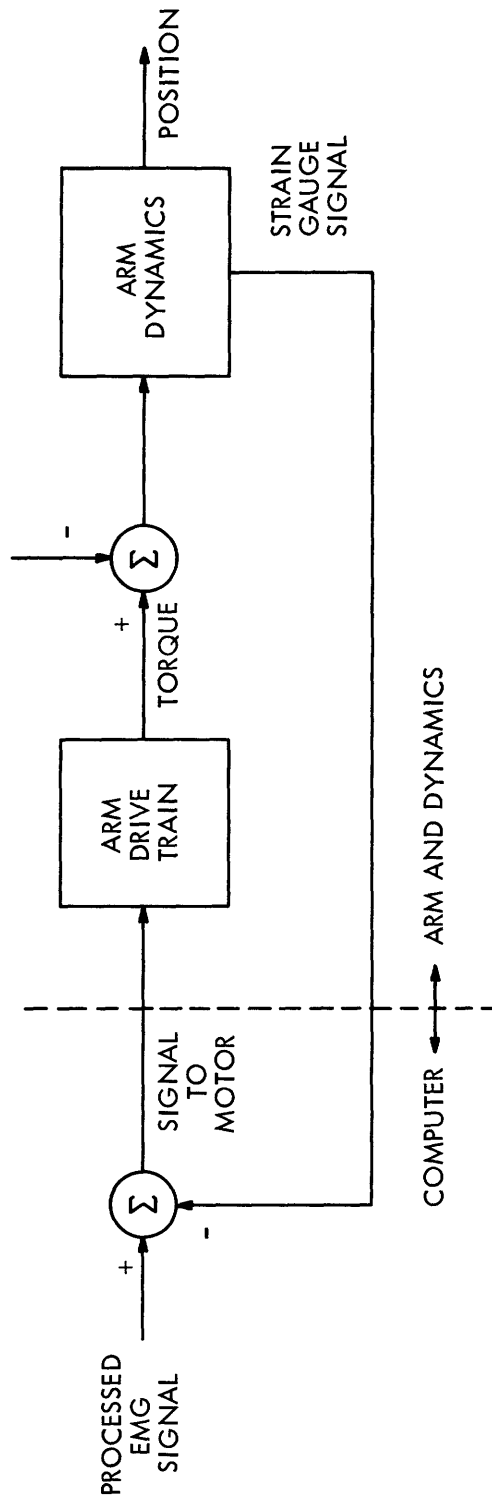 PROCESSED
EMG
SIGNAL
+
Σ
-
SIGNAL
TO
MOTOR
ARM
DRIVE
TRAIN
TORQUE
+
Σ
-
ARM
DYNAMICS
POSITION
STRAIN
GAUGE
SIGNAL
COMPUTER
ARM AND DYNAMICS